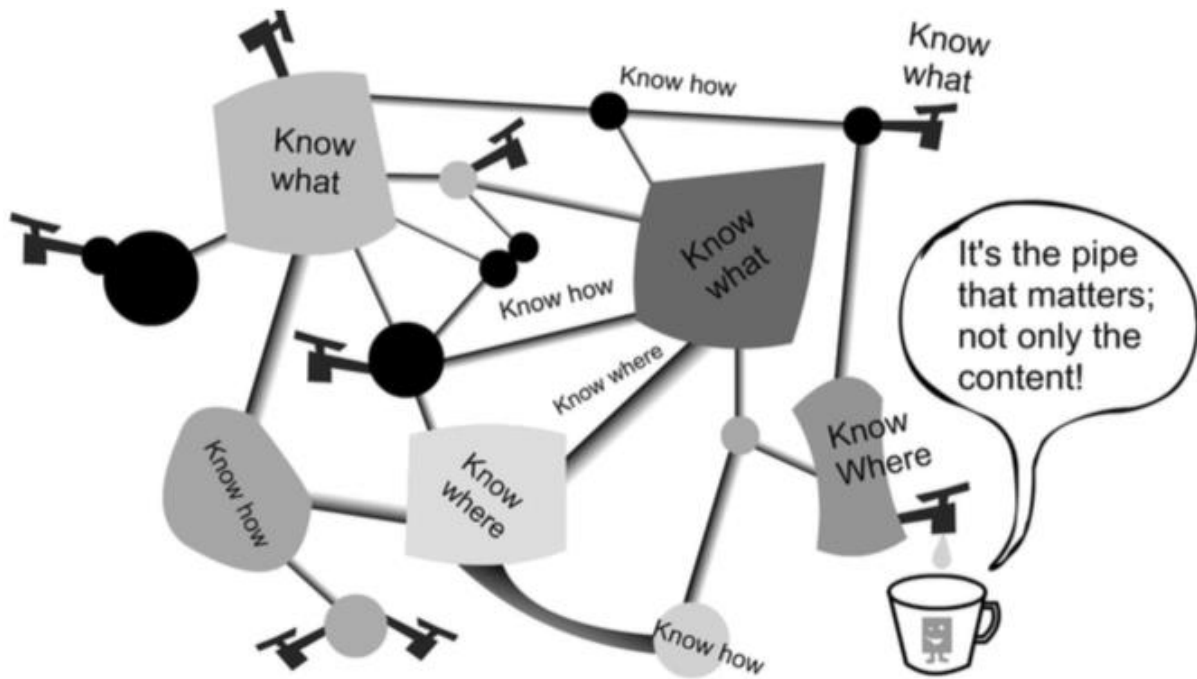 Know
what
Know how
Know
what
Know
what
It's the pipe
that matters;
not only the
content!
Know how
Know where
Know
Where
Know how
Know
where
Know how